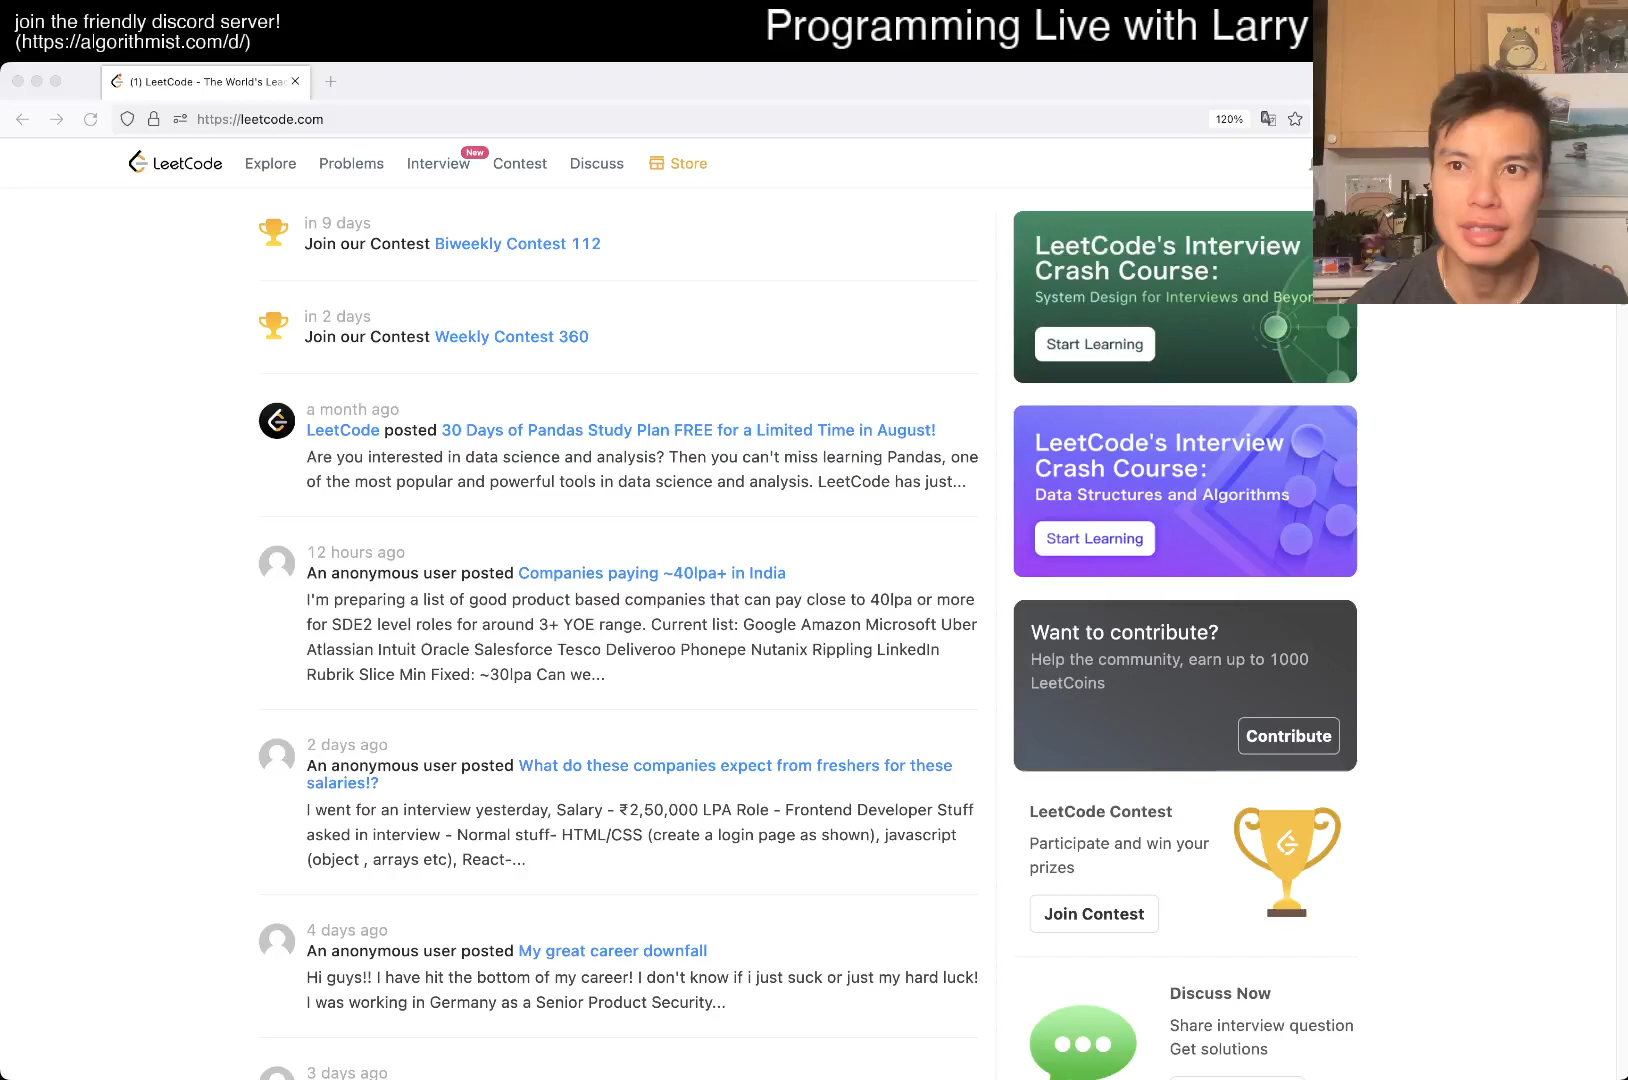 join the friendly discord server!
(https://algorithmist.com/d/)
Programming Live with Larry
(1) LeetCode - The World's Lea
https://leetcode.com
120%
LeetCode
Explore
Problems
Interview
New
Contest
Discuss
Store
in 9 days
Join our Contest Biweekly Contest 112
in 2 days
Join our Contest Weekly Contest 360
a month ago
LeetCode posted 30 Days of Pandas Study Plan FREE for a Limited Time in August!
Are you interested in data science and analysis? Then you can't miss learning Pandas, one
of the most popular and powerful tools in data science and analysis. LeetCode has just...
12 hours ago
An anonymous user posted Companies paying ~40lpa+ in India
I'm preparing a list of good product based companies that can pay close to 40lpa or more
for SDE2 level roles for around 3+ YOE range. Current list: Google Amazon Microsoft Uber
Atlassian Intuit Oracle Salesforce Tesco Deliveroo Phonepe Nutanix Rippling LinkedIn
Rubrik Slice Min Fixed: ~30lpa Can we...
2 days ago
An anonymous user posted What do these companies expect from freshers for these
salaries!?
I went for an interview yesterday, Salary - ₹2,50,000 LPA Role - Frontend Developer Stuff
asked in interview - Normal stuff- HTML/CSS (create a login page as shown), javascript
(object , arrays etc), React-...
4 days ago
An anonymous user posted My great career downfall
Hi guys!! I have hit the bottom of my career! I don't know if i just suck or just my hard luck!
I was working in Germany as a Senior Product Security...
3 days ago
LeetCode's Interview
Crash Course:
System Design for Interviews and Beyon
Start Learning
LeetCode's Interview
Crash Course:
Data Structures and Algorithms
Start Learning
Want to contribute?
Help the community, earn up to 1000
LeetCoins
Contribute
LeetCode Contest
Participate and win your
prizes
Join Contest
Discuss Now
Share interview question
Get solutions